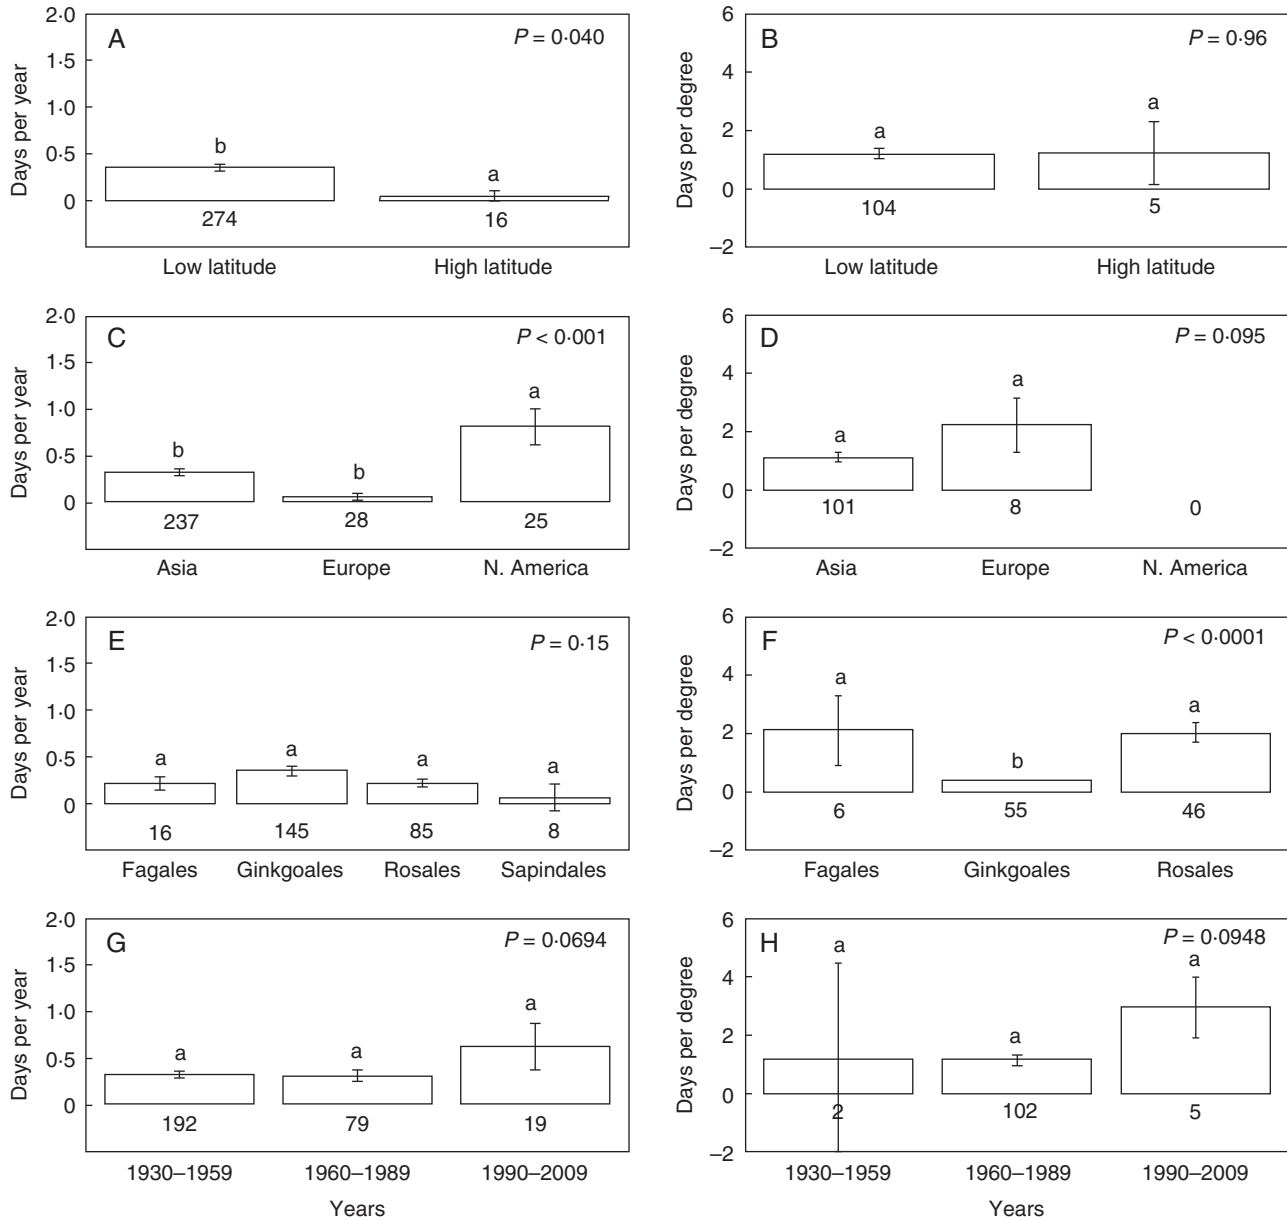 A
P = 0·040
Days per year
2·0
1·5
1·0
0·5
0
b
a
274
16
Low latitude
High latitude
B
P = 0·96
Days per degree
6
4
2
0
–2
a
a
104
5
Low latitude
High latitude
C
P < 0·001
Days per year
2·0
1·5
1·0
0·5
0
b
b
a
237
28
25
Asia
Europe
N. America
D
P = 0·095
Days per degree
6
4
2
0
–2
a
a
101
8
0
Asia
Europe
N. America
E
P = 0·15
Days per year
2·0
1·5
1·0
0·5
0
a
a
a
a
16
145
85
8
Fagales
Ginkgoales
Rosales
Sapindales
F
P < 0·0001
Days per degree
6
4
2
0
–2
a
b
a
6
55
46
Fagales
Ginkgoales
Rosales
G
P = 0·0694
Days per year
2·0
1·5
1·0
0·5
0
a
a
a
192
79
19
1930–1959
1960–1989
1990–2009
Years
H
P = 0·0948
Days per degree
6
4
2
0
–2
a
a
a
2
102
5
1930–1959
1960–1989
1990–2009
Years